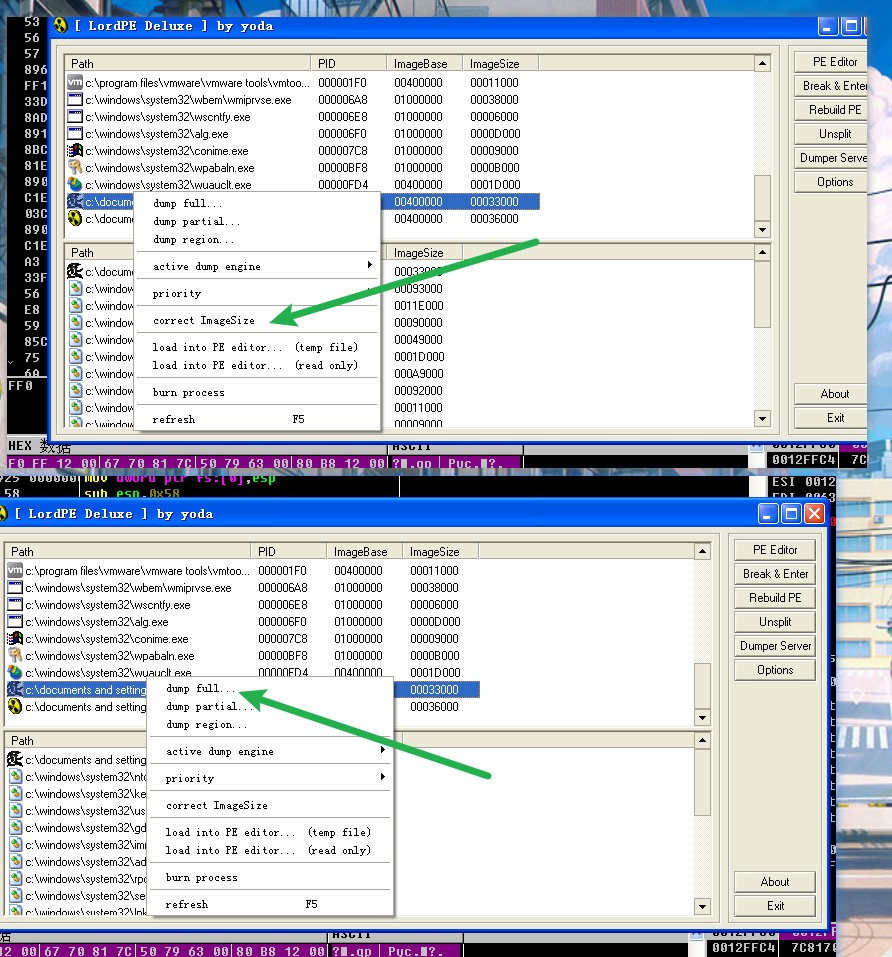 53
[ LordPE Deluxe ] by yoda
56
57
Path PID ImageBase ImageSize
PE Editor
896
c:\program files\vmware\vmware tools\vmtoo... 000001F0 00400000 00011000
FF1
Break & Enter
c:\windows\system32\wbem\wmiprvse.exe 000006A8 01000000 00038000
33D
Rebuild PE
c:\windows\system32\wscntfy.exe 000006E8 01000000 00006000
8AD
c:\windows\system32\alg.exe 000006F0 01000000 0000D000
891
Unsplit
c:\windows\system32\conime.exe 000007C8 01000000 00009000
8BC
Dumper Serve
c:\windows\system32\wpabaln.exe 00000BF8 01000000 0000B000
81E
c:\windows\system32\wuauclt.exe 00000FD4 00400000 0001D000
890
Options
C1E
c:\docum 00400000 00033000
03C
c:\docume 00400000 00036000
890
dump full...
dump partial...
dump region...
C1E
Path ImageBase ImageSize
A3
active dump engine
c:\docum 00033000
33F
c:\window 00093000
56
priority
c:\window 0011E000
E8
correct ImageSize
c:\window 00090000
59
c:\window 00049000
85C
load into PE editor... (temp file)
c:\window 0001D000
75
load into PE editor... (read only)
c:\window 000A9000
6A
FF0
burn process
c:\window 00092000
c:\window 00011000
About
refresh F5
c:\window 00009000
Exit
HEX 数据 ASCII
0012FFC4 7C
F0 FF 12 00 67 70 81 7C 50 79 63 00 80 B8 12 00 ?.gp Pyc. ?.
mov dword ptr fs:[0],esp
58 sub esp,0x58
ESI 0012
EDI 0063
[ LordPE Deluxe ] by yoda
Path PID ImageBase ImageSize
PE Editor
c:\program files\vmware\vmware tools\vmtoo... 000001F0 00400000 00011000
Break & Enter
c:\windows\system32\wbem\wmiprvse.exe 000006A8 01000000 00038000
Rebuild PE
c:\windows\system32\wscntfy.exe 000006E8 01000000 00006000
c:\windows\system32\alg.exe 000006F0 01000000 0000D000
Unsplit
c:\windows\system32\conime.exe 000007C8 01000000 00009000
Dumper Server
c:\windows\system32\wpabaln.exe 00000BF8 01000000 0000B000
c:\windows\system32\wuauclt.exe 00000FD4 00400000 0001D000
Options
c:\documents and setting 00033000
c:\documents and setting 00036000
dump full...
dump partial...
dump region...
Path
active dump engine
c:\documents and setting
c:\windows\system32\nto
priority
c:\windows\system32\ke
correct ImageSize
c:\windows\system32\us
c:\windows\system32\gd
load into PE editor... (temp file)
c:\windows\system32\im
load into PE editor... (read only)
c:\windows\system32\ad
burn process
c:\windows\system32\rpc
About
c:\windows\system32\se
refresh F5
c:\windows\system32\lpk
Exit
据 ASCII
0012FFC4 7C817
12 00 67 70 81 7C 50 79 63 00 80 B8 12 00 ?.gp Pyc. ?.